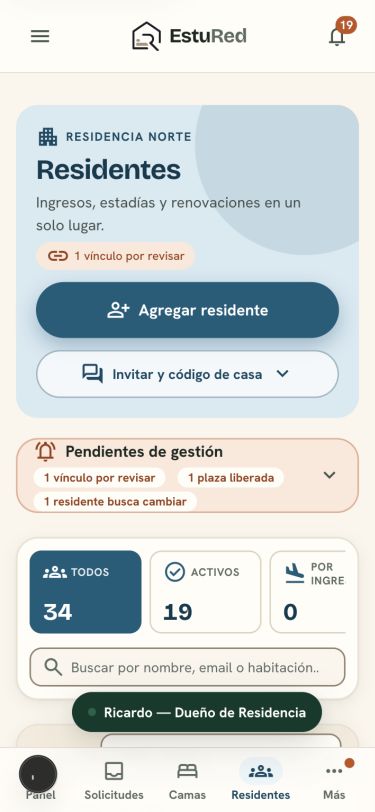 EstuRed
19
RESIDENCIA NORTE
Residentes
Ingresos, estadías y renovaciones en un
solo lugar.
1 vínculo por revisar
Agregar residente
Invitar y código de casa
Pendientes de gestión
1 vínculo por revisar
1 plaza liberada
1 residente busca cambiar
TODOS
34
ACTIVOS
19
POR
INGRE
0
Buscar por nombre, email o habitación..
Ricardo — Dueño de Residencia
Panel
Solicitudes
Camas
Residentes
Más